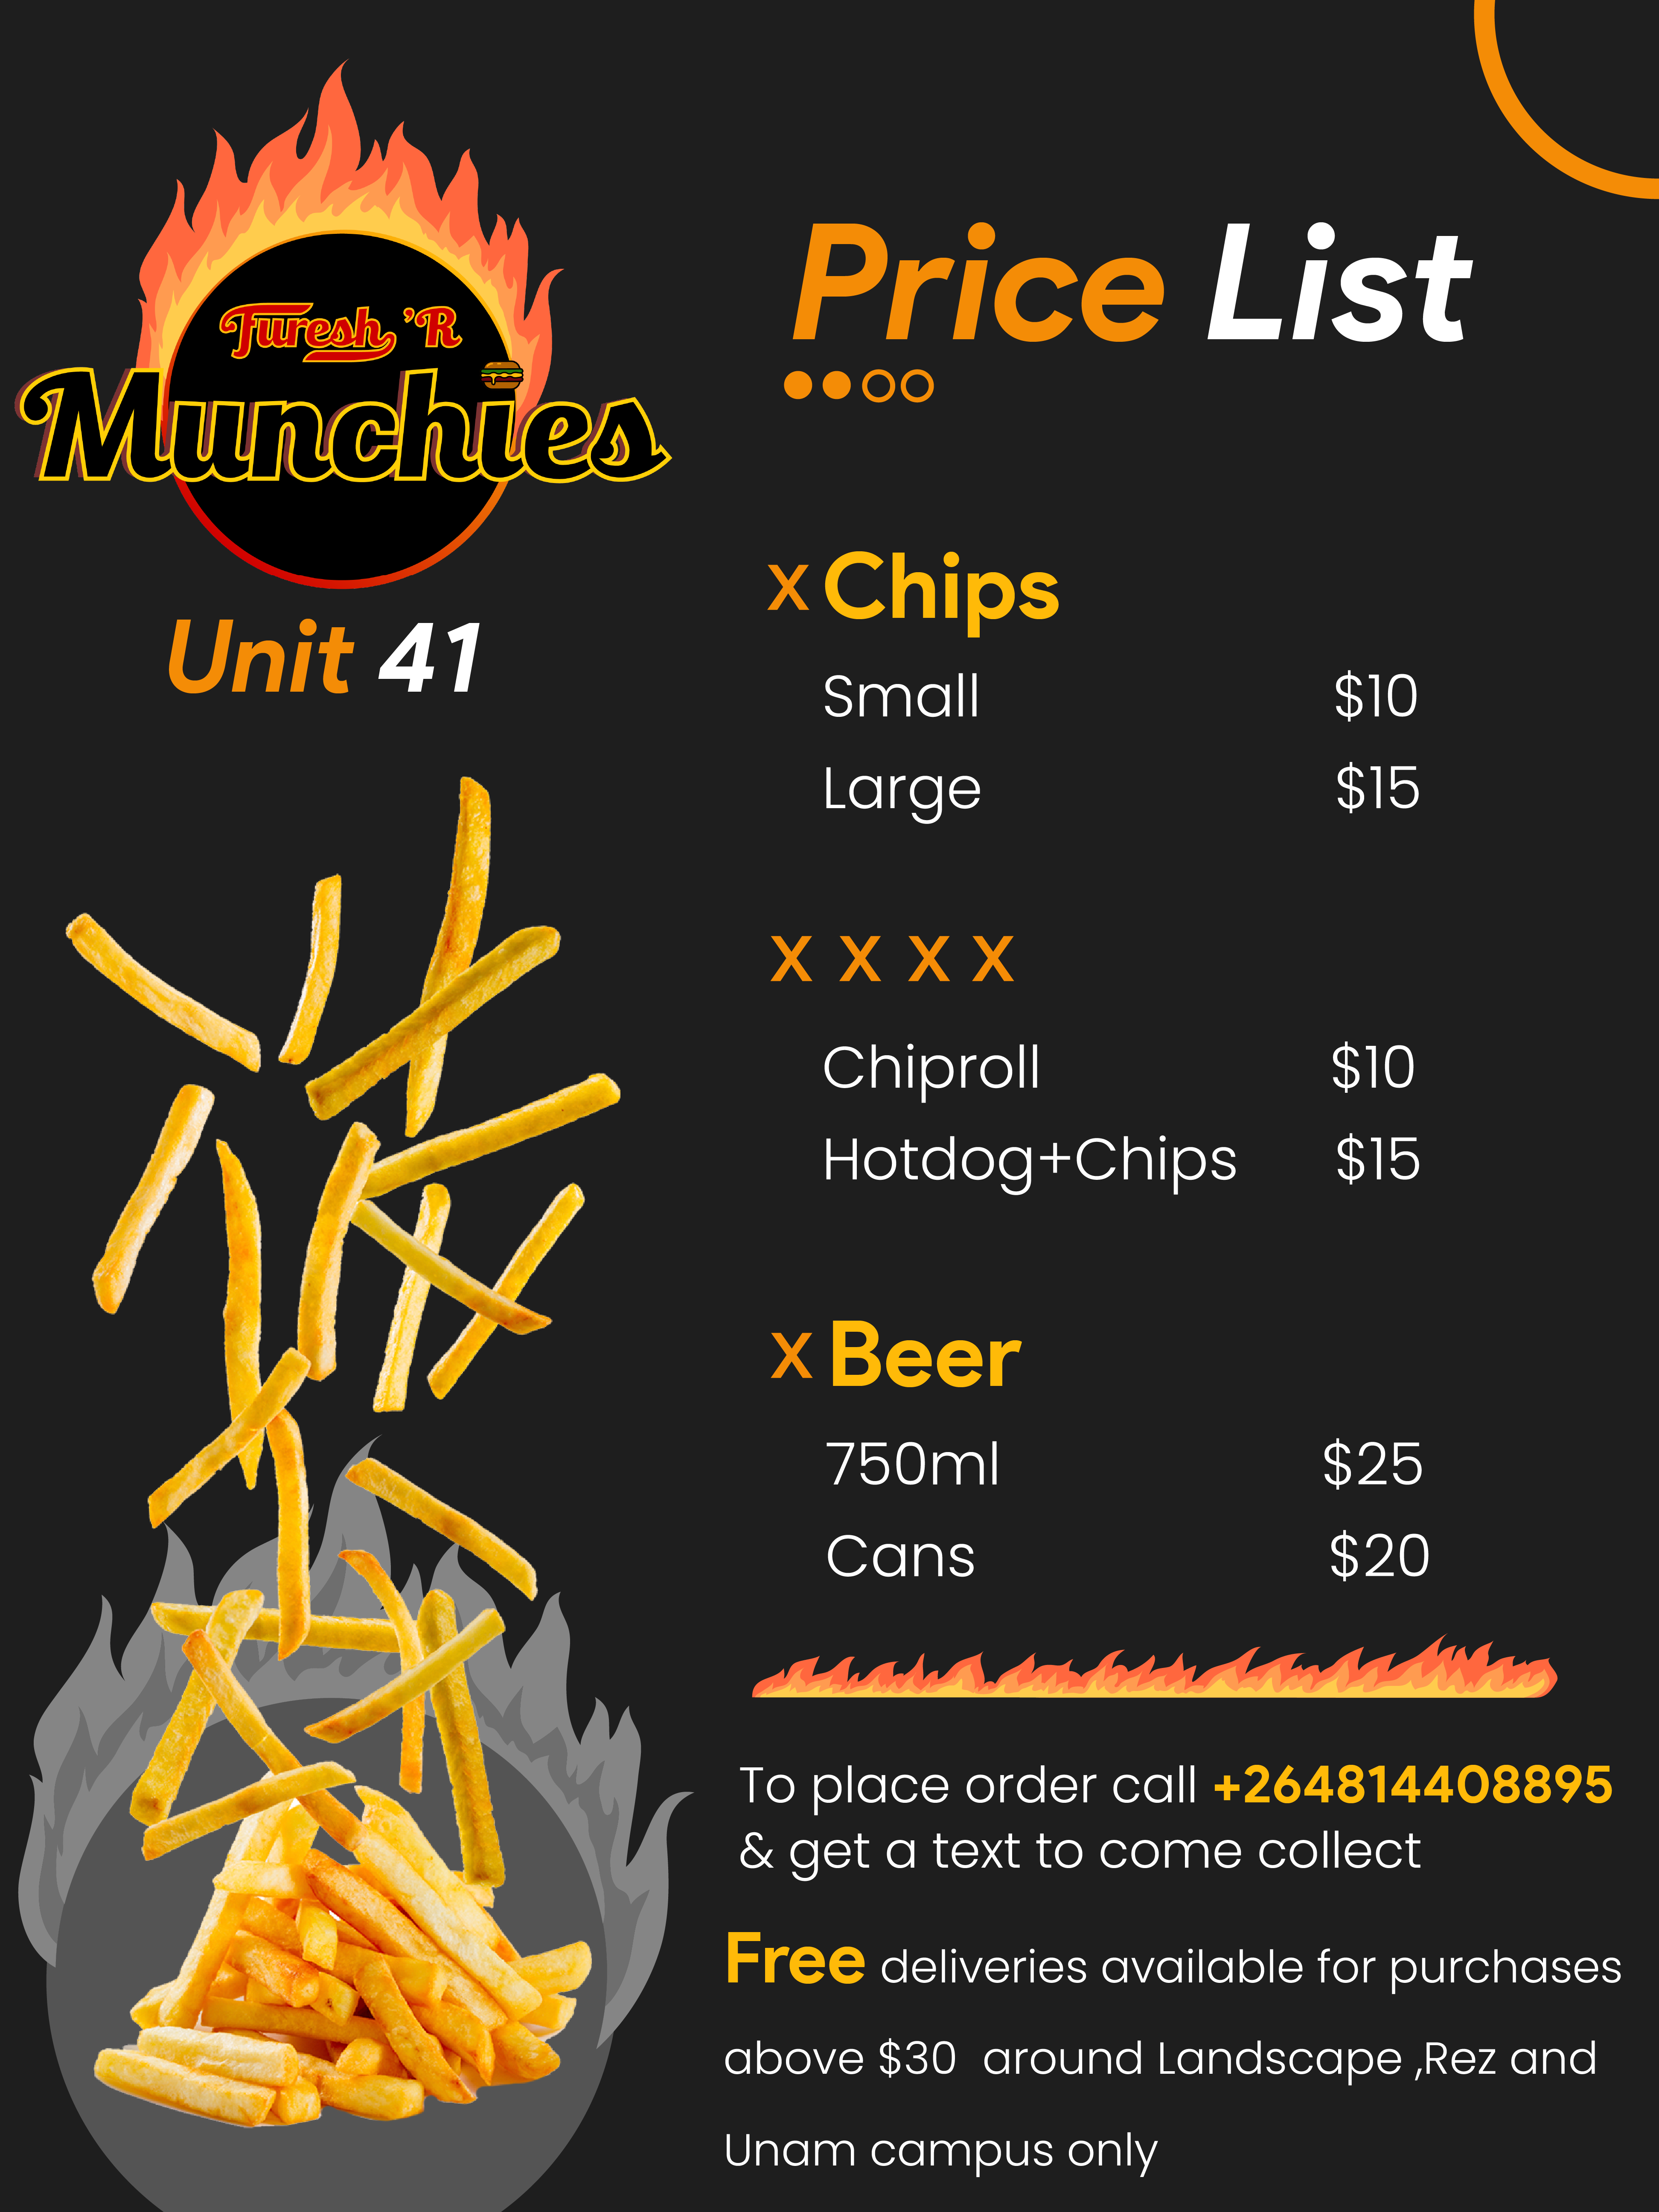 Furesh 'R
Munchies
Unit 41
Price List
x Chips
Small $10
Large $15
x x x x
Chiproll $10
Hotdog+Chips $15
x Beer
750ml $25
Cans $20
To place order call +264814408895
& get a text to come collect
Free deliveries available for purchases
above $30 around Landscape ,Rez and
Unam campus only